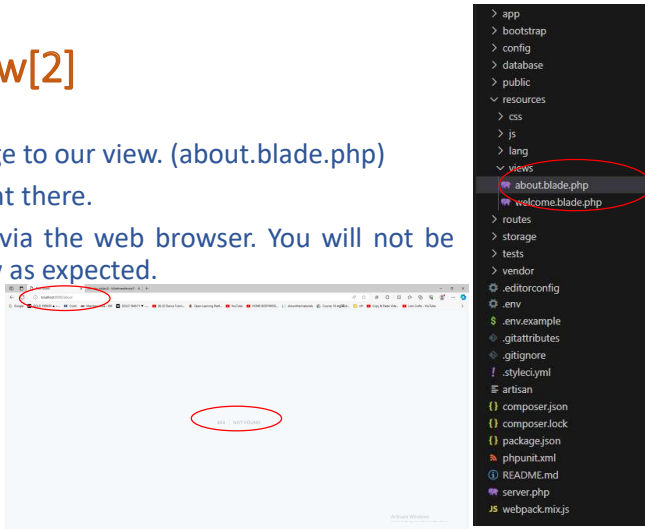 w[2]
ge to our view. (about.blade.php)
nt there.
via the web browser. You will not be
y as expected.
404 | NOT FOUND
Activate Windows
> app
> bootstrap
> config
> database
> public
resources
> css
> js
> lang
views
about.blade.php
welcome.blade.php
> routes
> storage
> tests
> vendor
.editorconfig
.env
$ .env.example
.gitattributes
.gitignore
! .styleci.yml
artisan
{} composer.json
{} composer.lock
{} package.json
phpunit.xml
README.md
server.php
JS webpack.mix.js